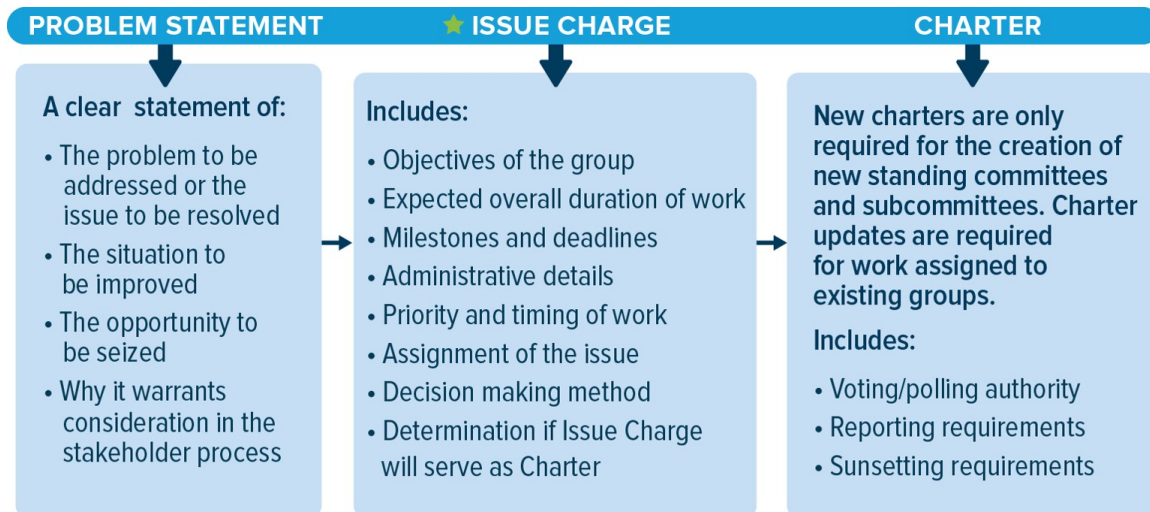 PROBLEM STATEMENT
A clear statement of:
• The problem to be
addressed or the
issue to be resolved
• The situation to
be improved
• The opportunity to
be seized
• Why it warrants
consideration in the
stakeholder process
ISSUE CHARGE
Includes:
• Objectives of the group
• Expected overall duration of work
• Milestones and deadlines
• Administrative details
• Priority and timing of work
• Assignment of the issue
• Decision making method
• Determination if Issue Charge
will serve as Charter
CHARTER
New charters are only
required for the creation of
new standing committees
and subcommittees. Charter
updates are required
for work assigned to
existing groups.
Includes:
• Voting/polling authority
• Reporting requirements
• Sunsetting requirements